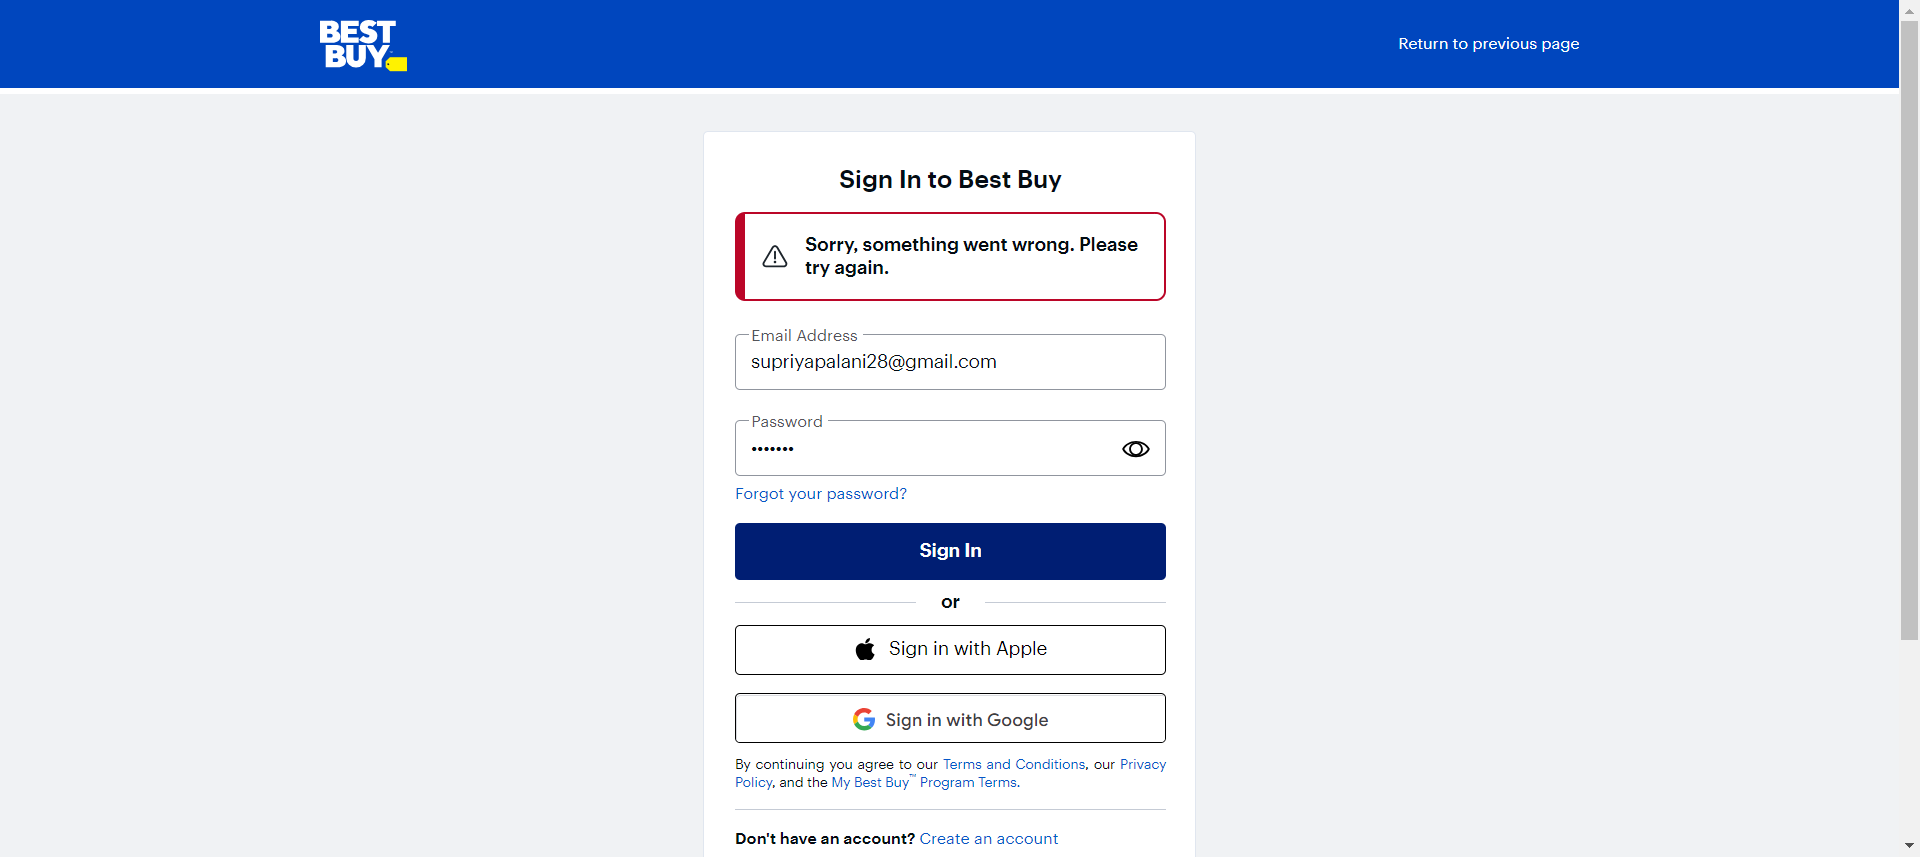 BEST
BUY
Return to previous page
Sign In to Best Buy
Sorry, something went wrong. Please
try again.
Email Address
supriyapalani28@gmail.com
Password
•••••••
Forgot your password?
Sign In
or
Sign in with Apple
Sign in with Google
By continuing you agree to our Terms and Conditions, our Privacy
Policy, and the My Best Buy™ Program Terms.
Don't have an account? Create an account